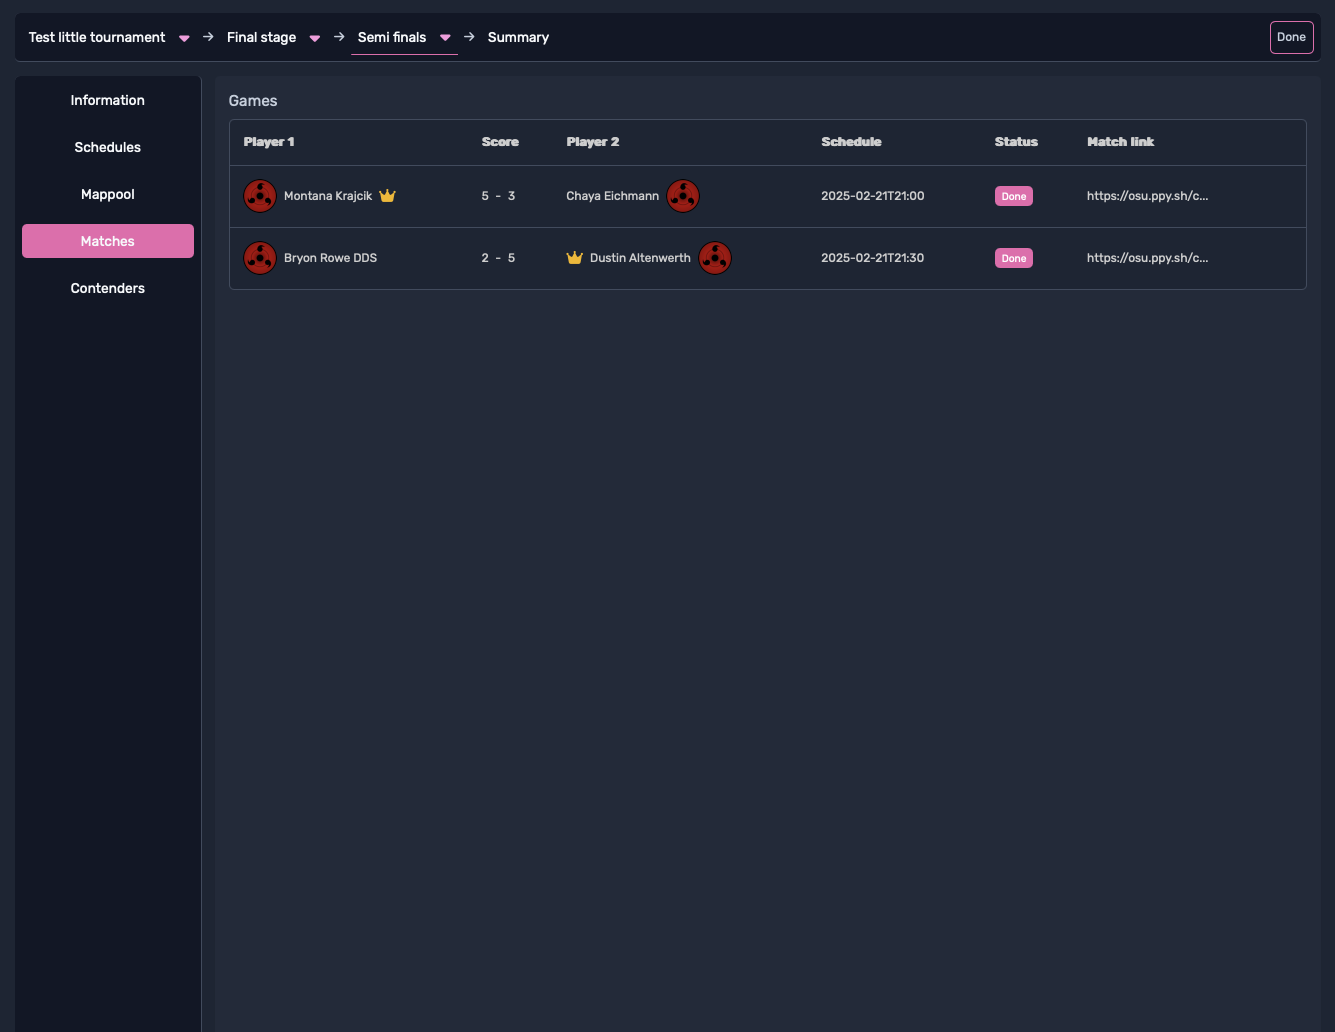 Test little tournament → Final stage → Semi finals → Summary Done
Information
Schedules
Mappool
Matches
Contenders
Games
Player 1 Score Player 2 Schedule Status Match link
Montana Krajcik 5 - 3 Chaya Eichmann 2025-02-21T21:00 Done https://osu.ppy.sh/c...
Bryon Rowe DDS 2 - 5 Dustin Altenwerth 2025-02-21T21:30 Done https://osu.ppy.sh/c...